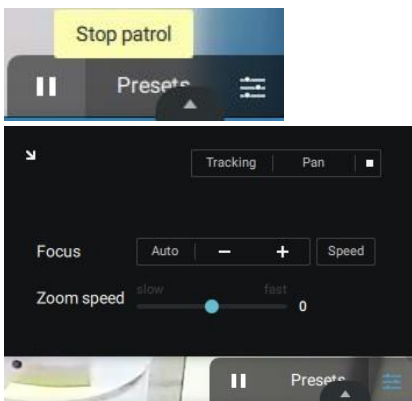 Stop patrol
Presets
Tracking Pan
Focus Auto Speed
slow fast
Zoom speed 0
Presets